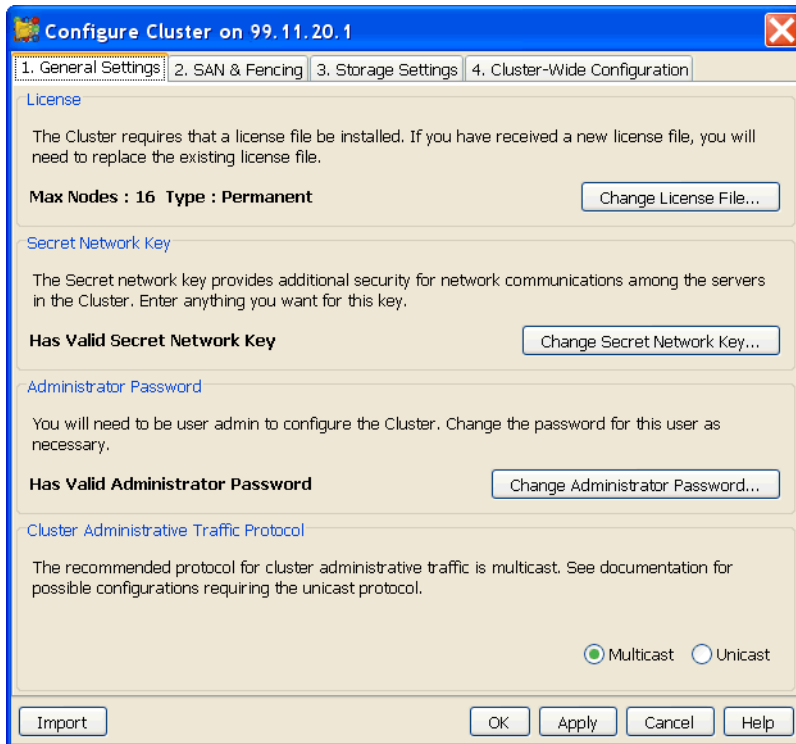 Configure Cluster on 99.11.20.1
1. General Settings 2. SAN & Fencing 3. Storage Settings 4. Cluster-Wide Configuration
License
The Cluster requires that a license file be installed. If you have received a new license file, you will
need to replace the existing license file.
Max Nodes : 16 Type : Permanent
Change License File...
Secret Network Key
The Secret network key provides additional security for network communications among the servers
in the Cluster. Enter anything you want for this key.
Has Valid Secret Network Key
Change Secret Network Key...
Administrator Password
You will need to be user admin to configure the Cluster. Change the password for this user as
necessary.
Has Valid Administrator Password
Change Administrator Password...
Cluster Administrative Traffic Protocol
The recommended protocol for cluster administrative traffic is multicast. See documentation for
possible configurations requiring the unicast protocol.
Multicast Unicast
Import OK Apply Cancel Help